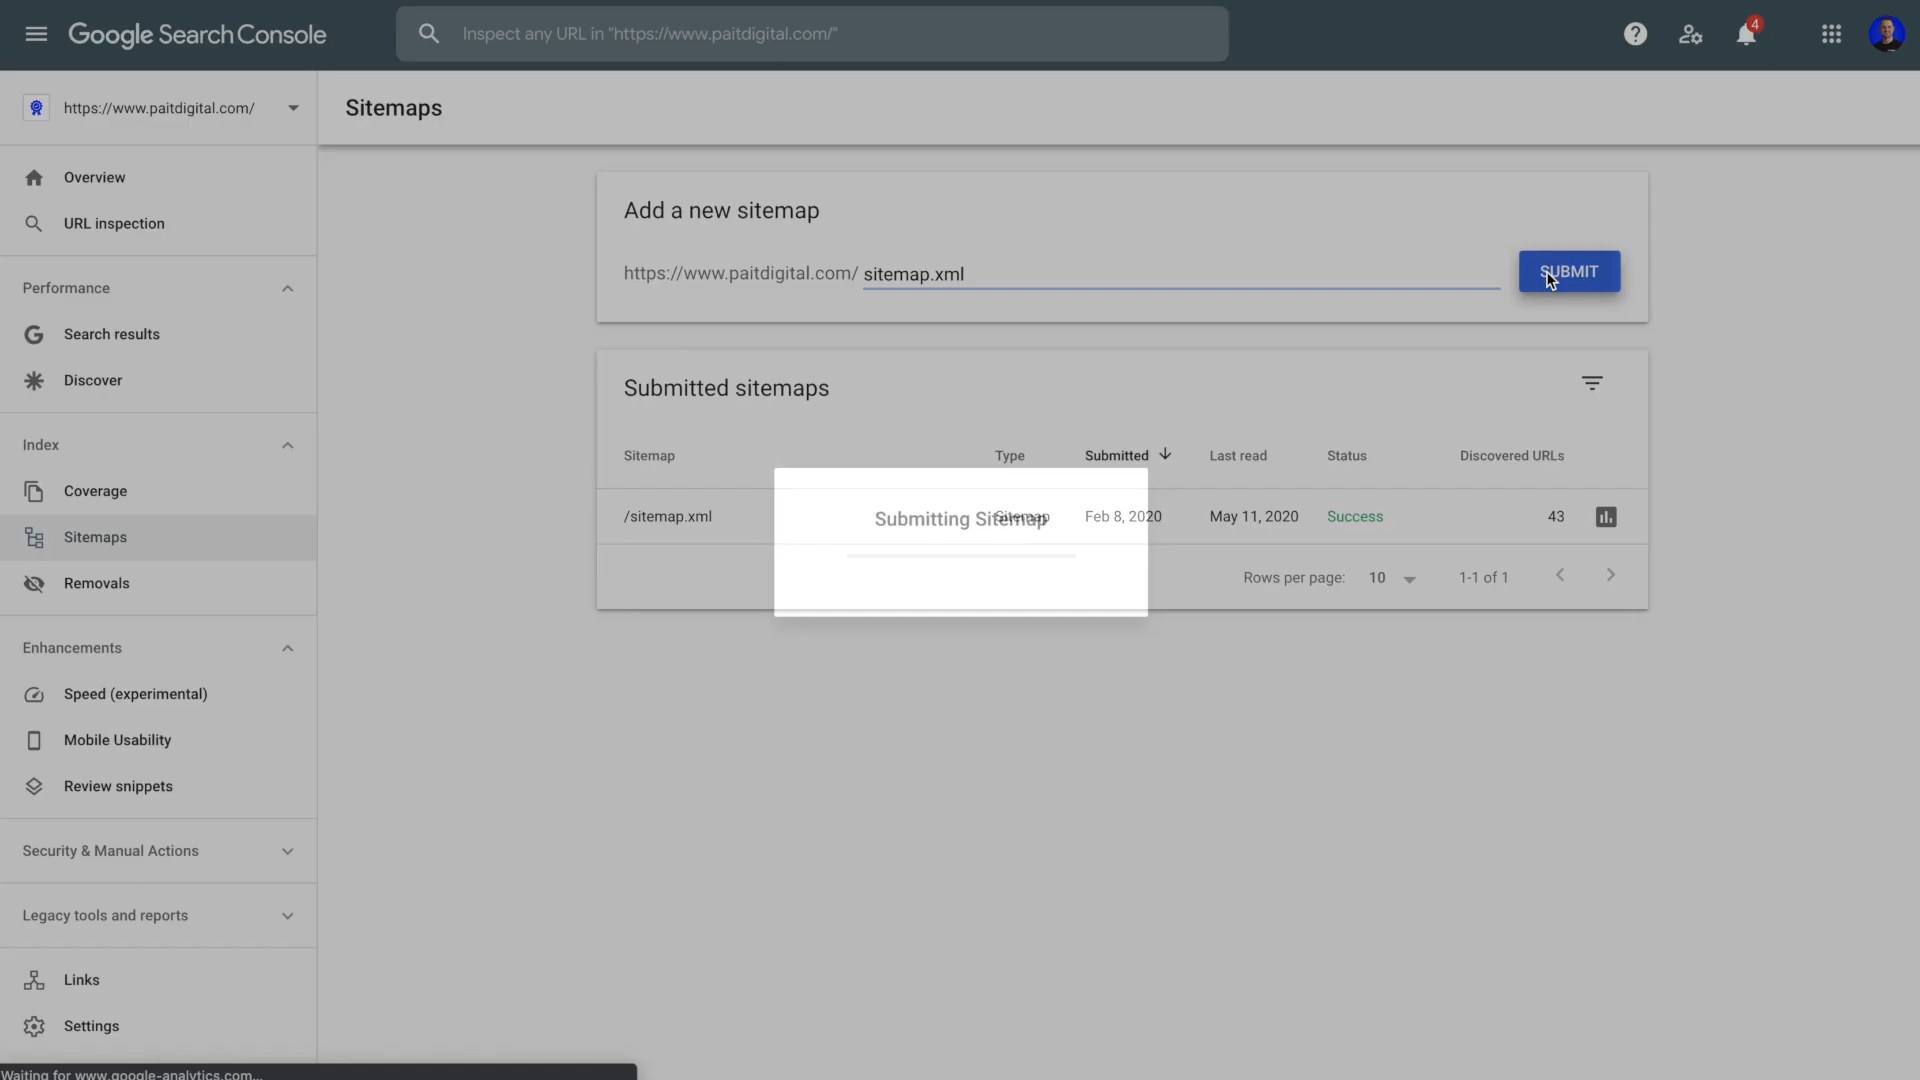 Google Search Console
Inspect any URL in "https://www.paitdigital.com/"
4
https://www.paitdigital.com/
Sitemaps
Overview
URL inspection
Performance
Search results
Discover
Index
Coverage
Sitemaps
Removals
Enhancements
Speed (experimental)
Mobile Usability
Review snippets
Security & Manual Actions
Legacy tools and reports
Links
Settings
Add a new sitemap
https://www.paitdigital.com/ sitemap.xml
SUBMIT
Submitted sitemaps
Sitemap Type Submitted Last read Status Discovered URLs
/sitemap.xml Sitemap Feb 8, 2020 May 11, 2020 Success 43
Submitting Sitemap
Rows per page: 10 1-1 of 1
Waiting for www.google-analytics.com...